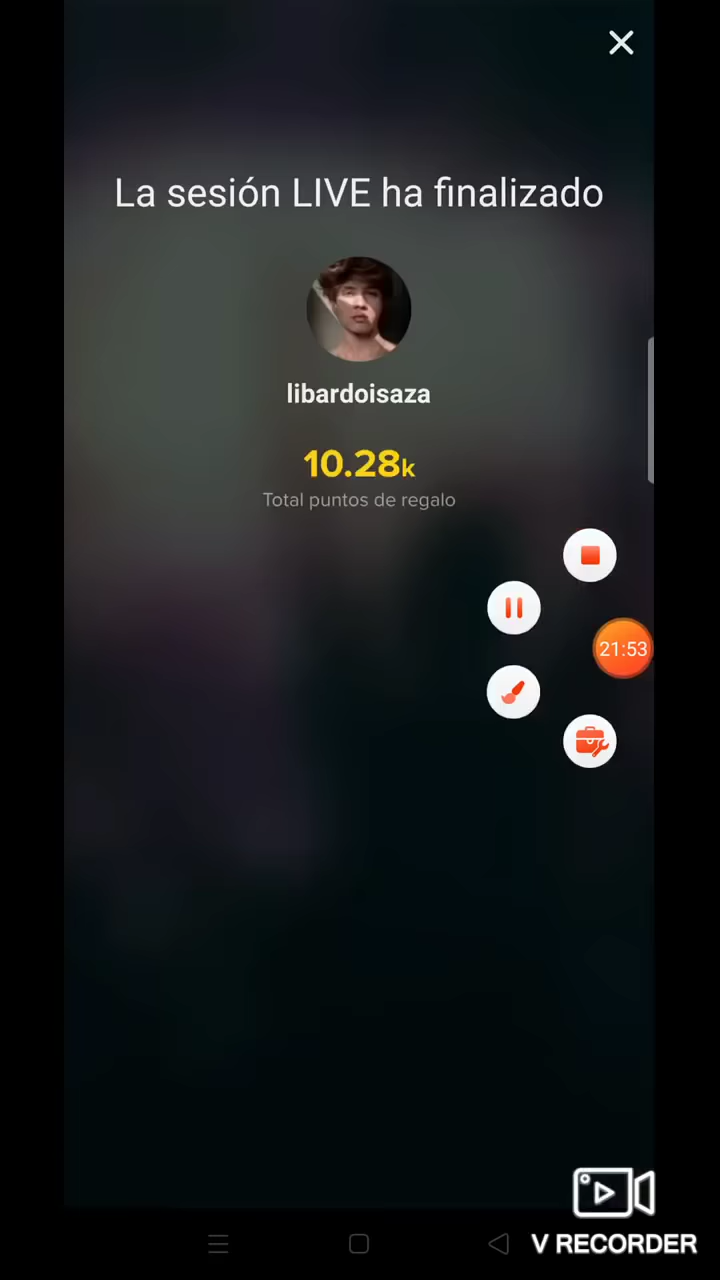 La sesión LIVE ha finalizado
libardoisaza
10.28k
Total puntos de regalo
21:53
V RECORDER